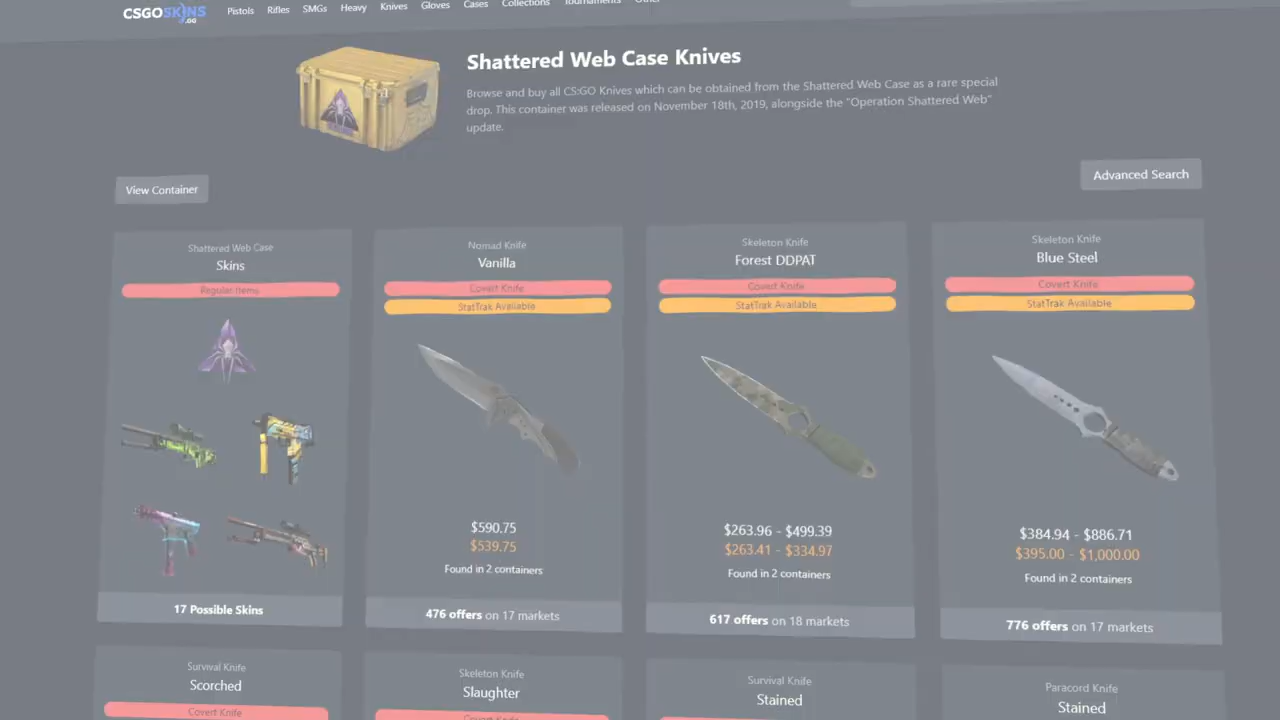 CSGOSKINS
.GG
Pistols Rifles SMGs Heavy Knives Gloves Cases Collections Tournaments Other
Shattered Web Case Knives
Browse and buy all CS:GO Knives which can be obtained from the Shattered Web Case as a rare special
drop. This container was released on November 18th, 2019, alongside the "Operation Shattered Web"
update.
View Container
Advanced Search
Shattered Web Case
Skins
Regular Items
17 Possible Skins
Nomad Knife
Vanilla
Covert Knife
StatTrak Available
$590.75
$539.75
Found in 2 containers
476 offers on 17 markets
Skeleton Knife
Forest DDPAT
Covert Knife
StatTrak Available
$263.96 - $499.39
$263.41 - $334.97
Found in 2 containers
617 offers on 18 markets
Skeleton Knife
Blue Steel
Covert Knife
StatTrak Available
$384.94 - $886.71
$395.00 - $1,000.00
Found in 2 containers
776 offers on 17 markets
Survival Knife
Scorched
Covert Knife
Skeleton Knife
Slaughter
Covert Knife
Survival Knife
Stained
Paracord Knife
Stained